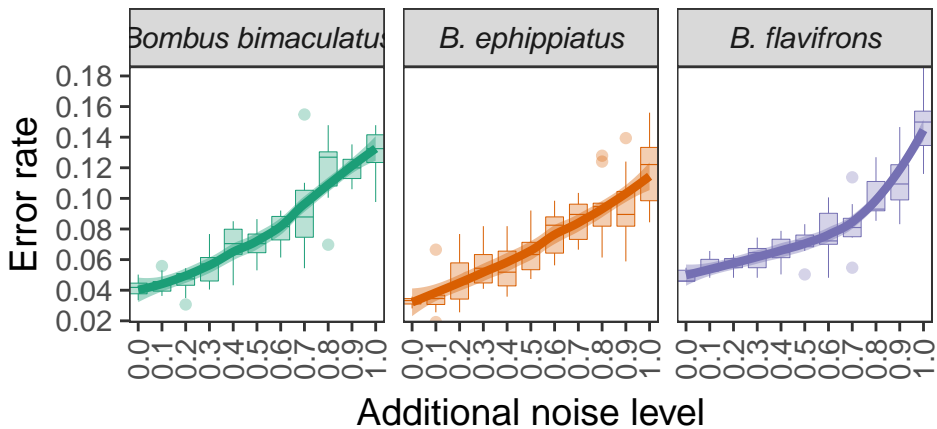 Bombus bimaculatus B. ephippiatus B. flavifrons
0.18
0.16
0.14
0.12
0.10
0.08
0.06
0.04
0.02
Error rate
0.0 0.1 0.2 0.3 0.4 0.5 0.6 0.7 0.8 0.9 1.0 0.0 0.1 0.2 0.3 0.4 0.5 0.6 0.7 0.8 0.9 1.0 0.0 0.1 0.2 0.3 0.4 0.5 0.6 0.7 0.8 0.9 1.0
Additional noise level